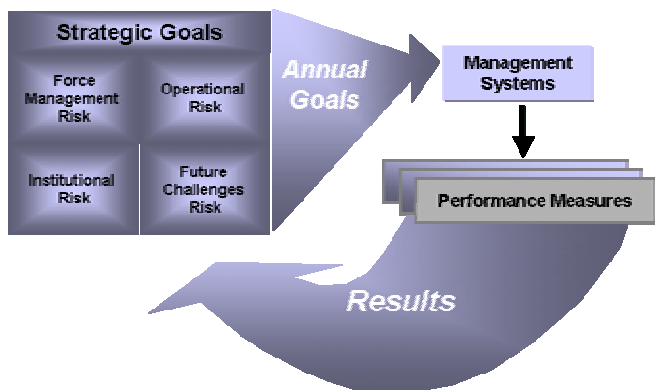 Strategic Goals
Force
Management
Risk
Operational
Risk
Institutional
Risk
Future
Challenges
Risk
Annual
Goals
Management
Systems
Performance Measures
Results